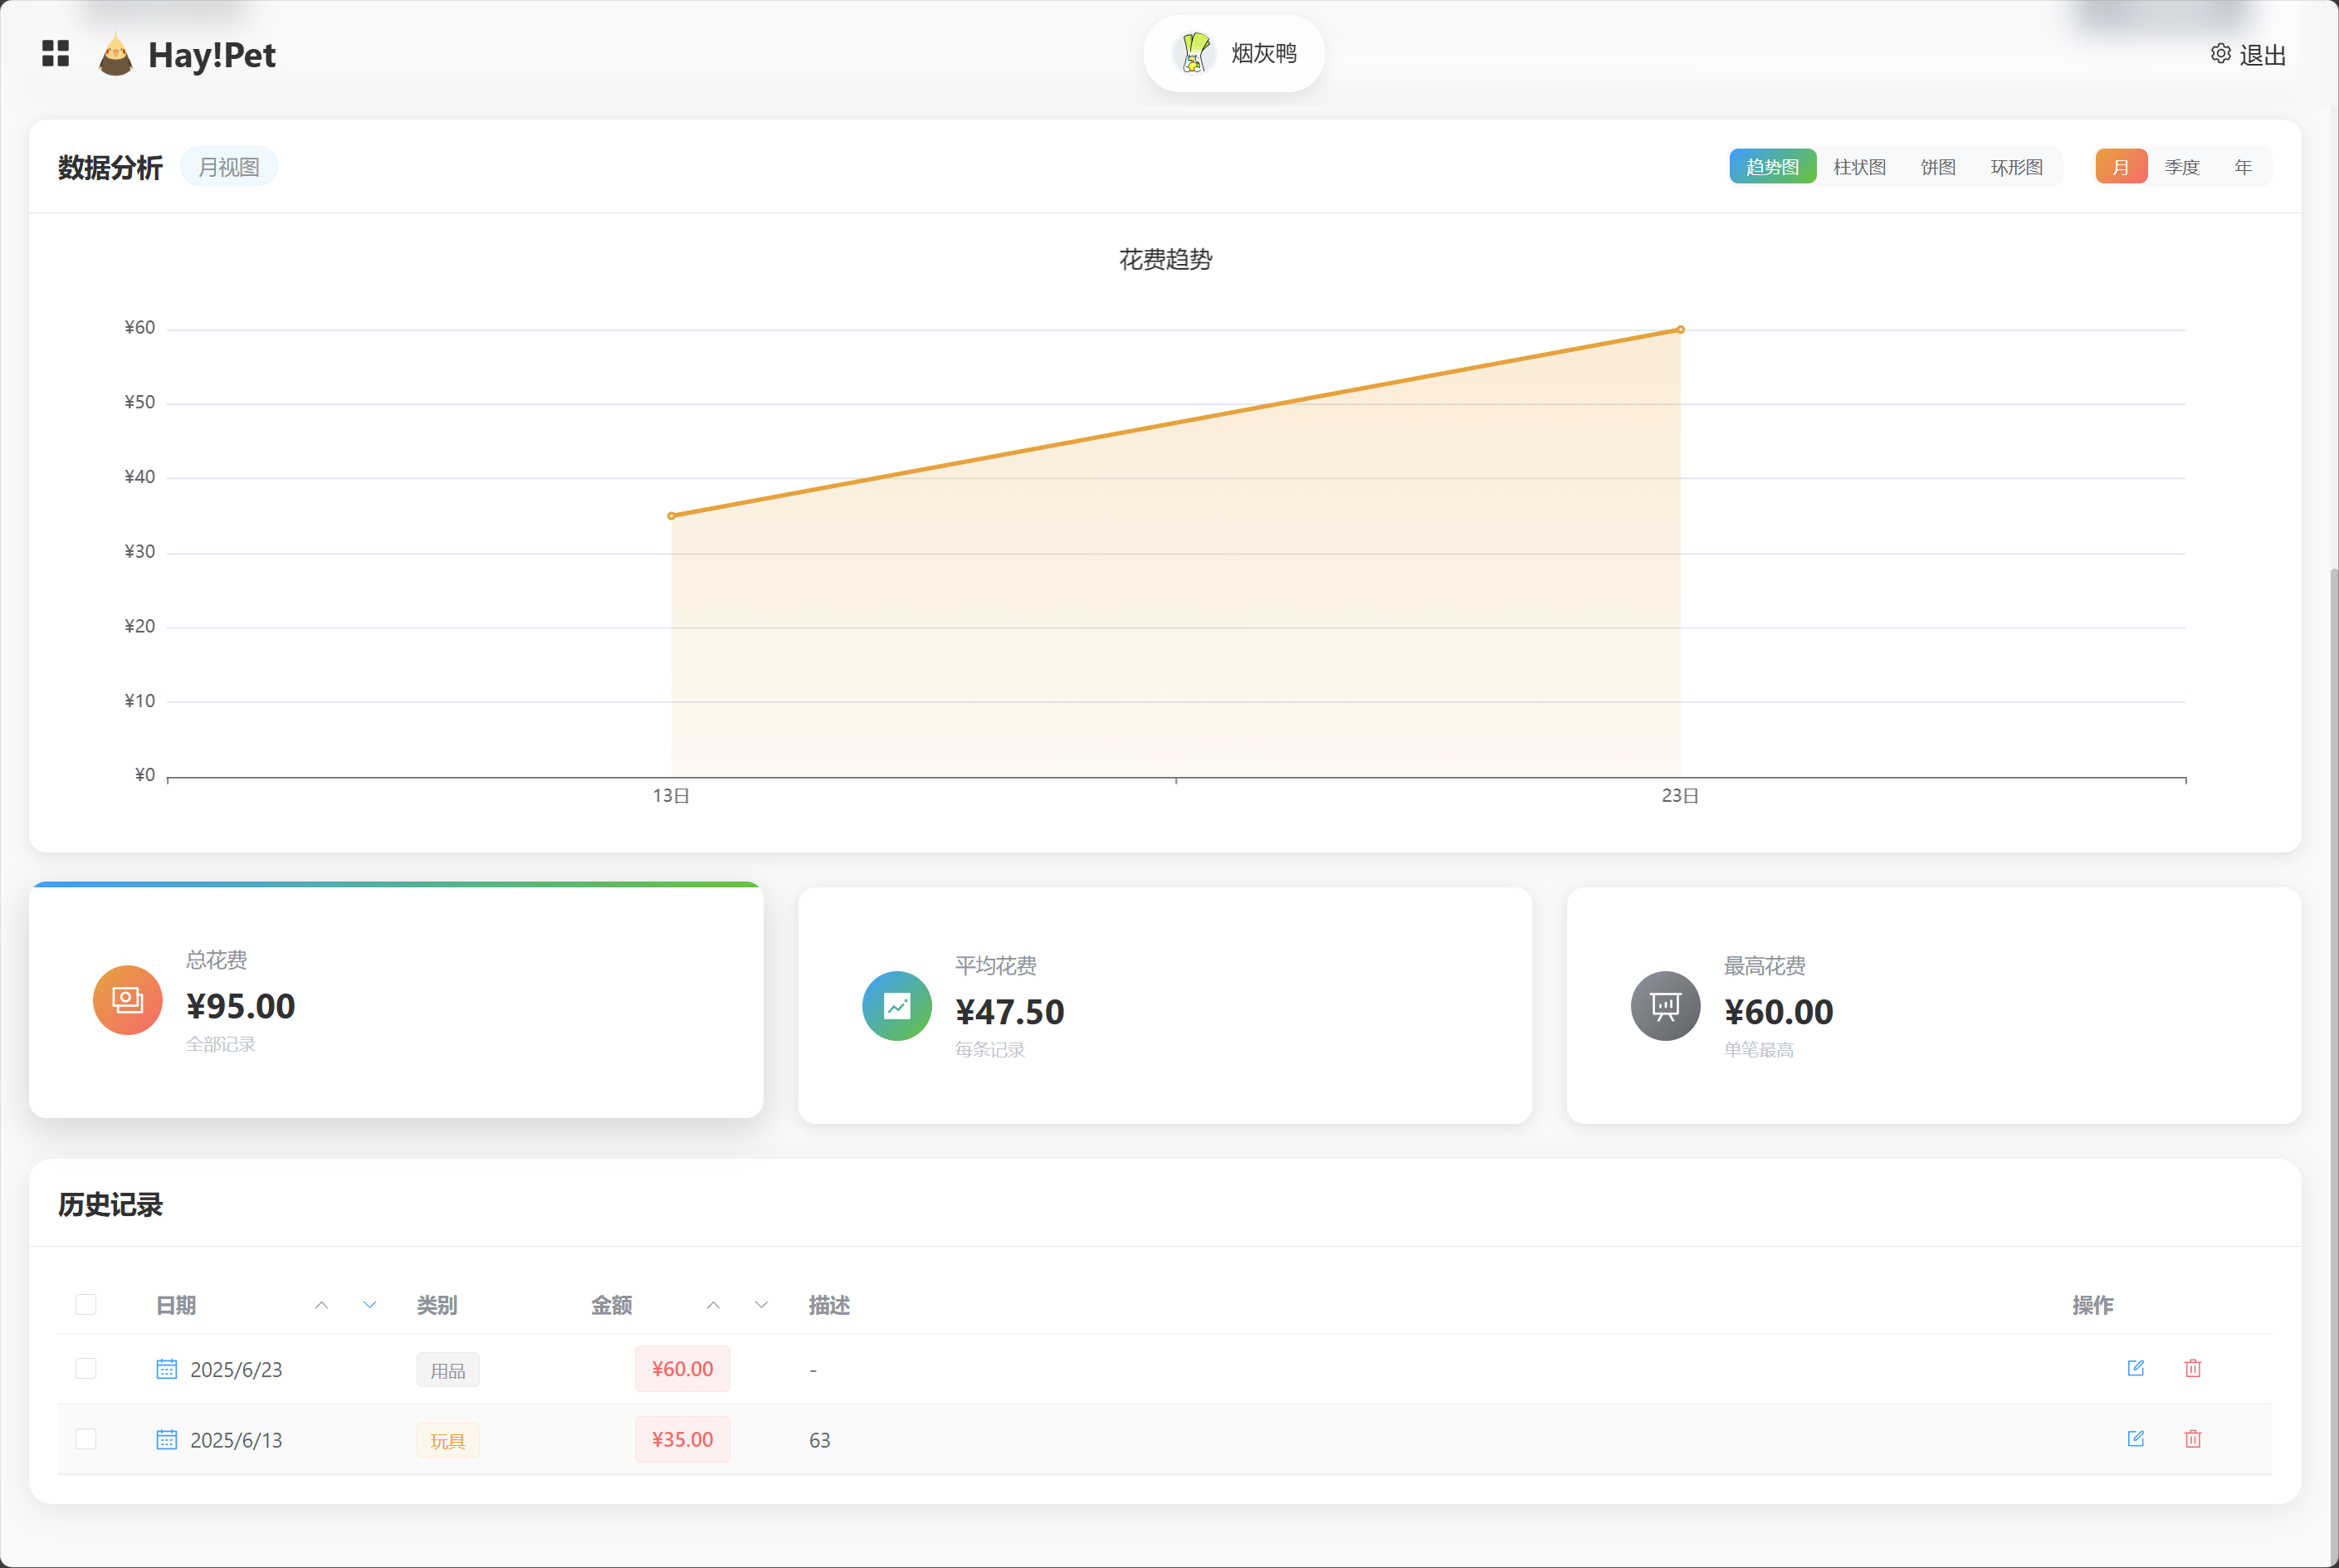 Hay!Pet
烟灰鸭
退出
数据分析 月视图
趋势图 柱状图 饼图 环形图 月 季度 年
花费趋势
¥60
¥50
¥40
¥30
¥20
¥10
¥0
13日 23日
总花费
¥95.00
全部记录
平均花费
¥47.50
每条记录
最高花费
¥60.00
单笔最高
历史记录
日期 类别 金额 描述 操作
2025/6/23 用品 ¥60.00 -
2025/6/13 玩具 ¥35.00 63